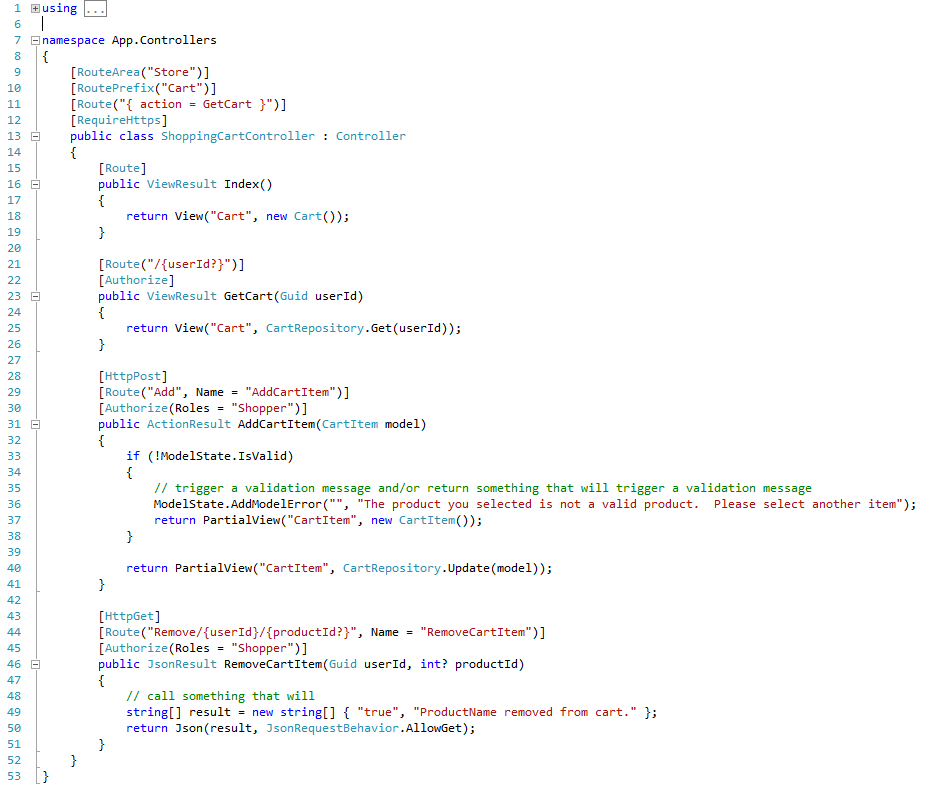 1 using ...
6
7 namespace App.Controllers
8 {
9     [RouteArea("Store")]
10     [RoutePrefix("Cart")]
11     [Route("{ action = GetCart }")]
12     [RequireHttps]
13     public class ShoppingCartController : Controller
14     {
15         [Route]
16         public ViewResult Index()
17         {
18             return View("Cart", new Cart());
19         }
20
21         [Route("/{userId?}")]
22         [Authorize]
23         public ViewResult GetCart(Guid userId)
24         {
25             return View("Cart", CartRepository.Get(userId));
26         }
27
28         [HttpPost]
29         [Route("Add", Name = "AddCartItem")]
30         [Authorize(Roles = "Shopper")]
31         public ActionResult AddCartItem(CartItem model)
32         {
33             if (!ModelState.IsValid)
34             {
35                 // trigger a validation message and/or return something that will trigger a validation message
36                 ModelState.AddModelError("", "The product you selected is not a valid product.  Please select another item");
37                 return PartialView("CartItem", new CartItem());
38             }
39
40             return PartialView("CartItem", CartRepository.Update(model));
41         }
42
43         [HttpGet]
44         [Route("Remove/{userId}/{productId?}", Name = "RemoveCartItem")]
45         [Authorize(Roles = "Shopper")]
46         public JsonResult RemoveCartItem(Guid userId, int? productId)
47         {
48             // call something that will
49             string[] result = new string[] { "true", "ProductName removed from cart." };
50             return Json(result, JsonRequestBehavior.AllowGet);
51         }
52     }
53 }